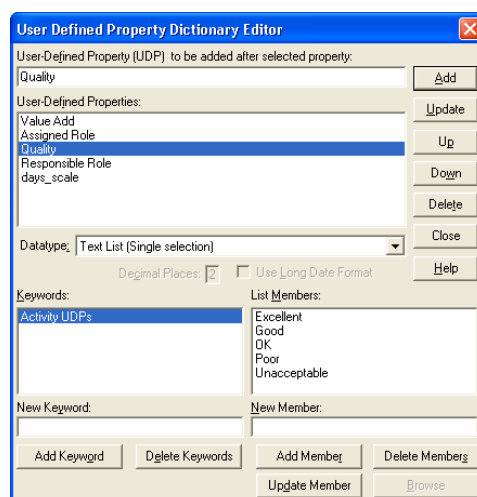 User Defined Property Dictionary Editor
User-Defined Property (UDP) to be added after selected property:
Quality
Add
User-Defined Properties:
Update
Value Add
Assigned Role
Quality
Responsible Role
days_scale
Up
Down
Delete
Close
Datatype: Text List (Single selection)
Help
Decimal Places: 2 Use Long Date Format
Keywords: List Members:
Activity UDPs
Excellent
Good
OK
Poor
Unacceptable
New Keyword: New Member:
Add Keyword Delete Keywords Add Member Delete Members
Update Member Browse